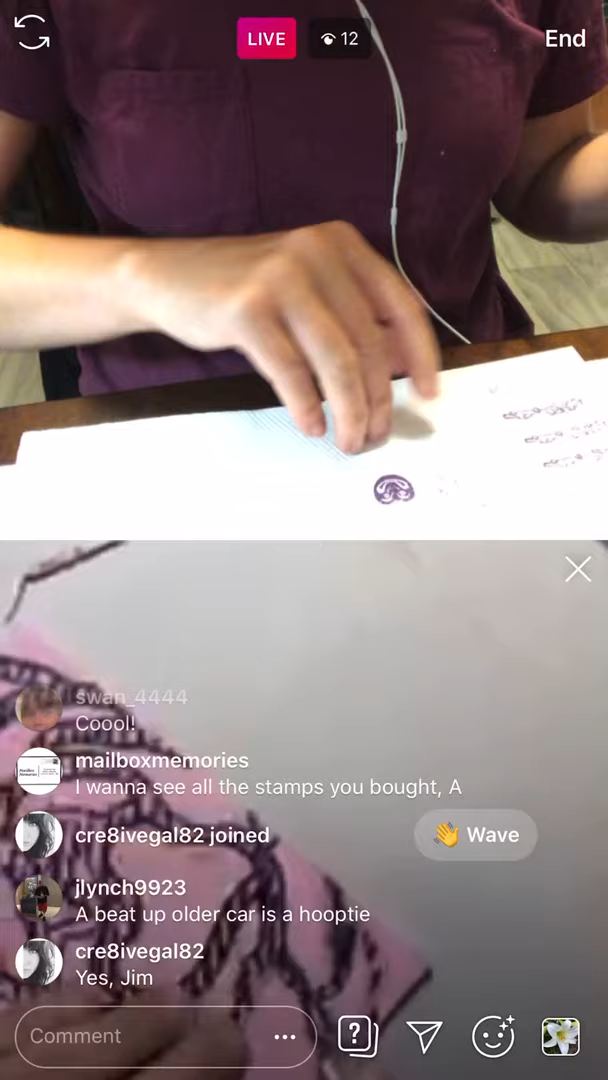 LIVE
12
End
swan_4444
Coool!
mailboxmemories
I wanna see all the stamps you bought, A
cre8ivegal82 joined
👋 Wave
jlynch9923
A beat up older car is a hooptie
cre8ivegal82
Yes, Jim
Comment